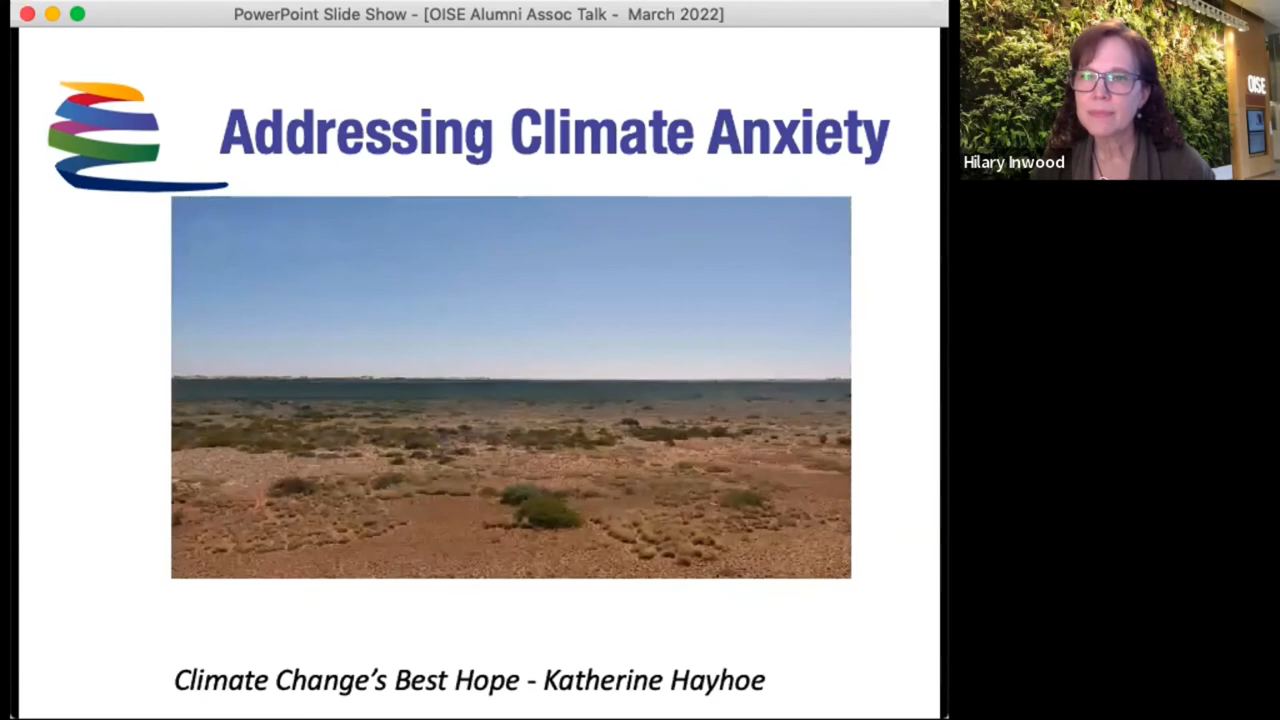 PowerPoint Slide Show - [OISE Alumni Assoc Talk - March 2022]
Addressing Climate Anxiety
Climate Change's Best Hope - Katherine Hayhoe
OISE
Hilary Inwood